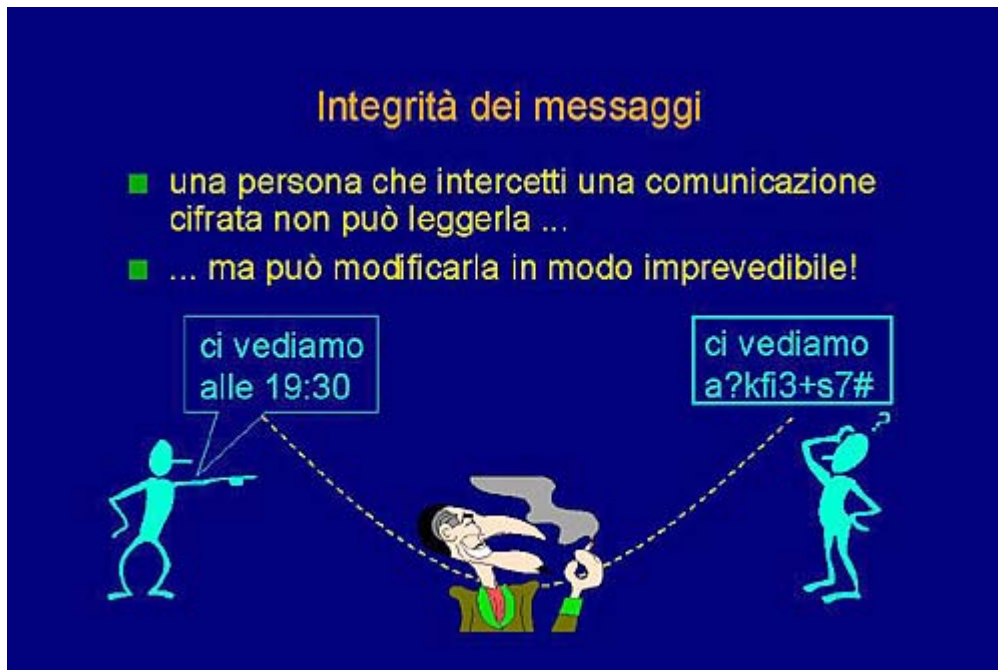 Integrità dei messaggi
una persona che intercetti una comunicazione
cifrata non può leggerla ...
... ma può modificarla in modo imprevedibile!
ci vediamo
alle 19:30
ci vediamo
a?kfi3+s7#
?